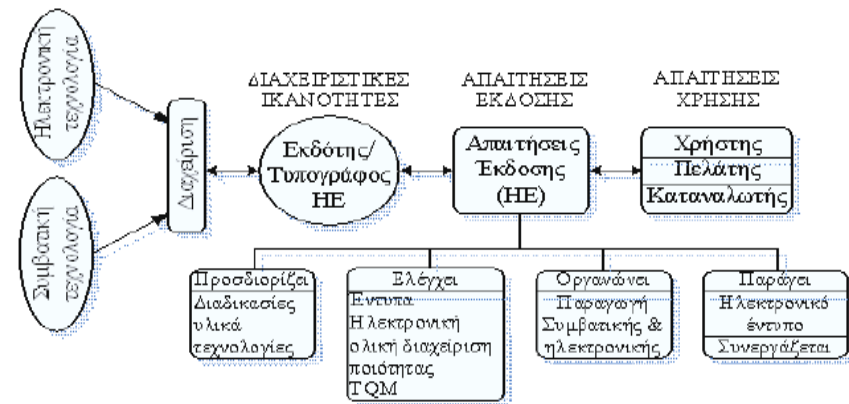 Ηλεκτρονική
τεχνολογία
Συμβατική
τεχνολογία
Διαχείριση
ΔΙΑΧΕΙΡΙΣΤΙΚΕΣ
ΙΚΑΝΟΤΗΤΕΣ
Εκδότης/
Τυπογράφος
ΗΕ
ΑΠΑΙΤΗΣΕΙΣ
ΕΚΔΟΣΗΣ
Απαιτήσεις
Έκδοσης
(ΗΕ)
ΑΠΑΙΤΗΣΕΙΣ
ΧΡΗΣΗΣ
Χρήστης
Πελάτης
Καταναλωτής
Προσδιορίζει
Διαδικασίες
υλικά
τεχνολογίες
Ελέγχει
Έντυπα
Ηλεκτρονική
ολική διαχείριση
ποιότητας
TQM
Οργανώνει
Παραγωγή
Συμβατικής &
ηλεκτρονικής
Παράγει
Ηλεκτρονικό
έντυπο
Συνεργάζεται